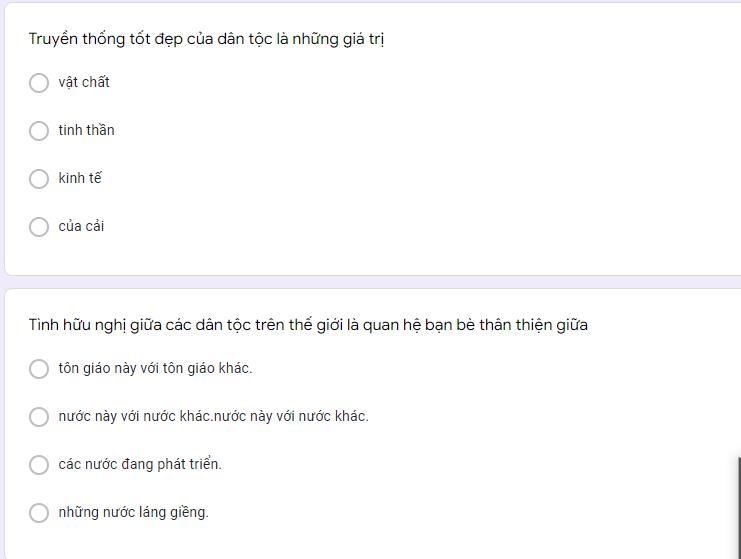 Truyền thống tốt đẹp của dân tộc là những giá trị
vật chất
tinh thần
kinh tế
của cải
Tình hữu nghị giữa các dân tộc trên thế giới là quan hệ bạn bè thân thiện giữa
tôn giáo này với tôn giáo khác.
nước này với nước khác.nước này với nước khác.
các nước đang phát triển.
những nước láng giềng.